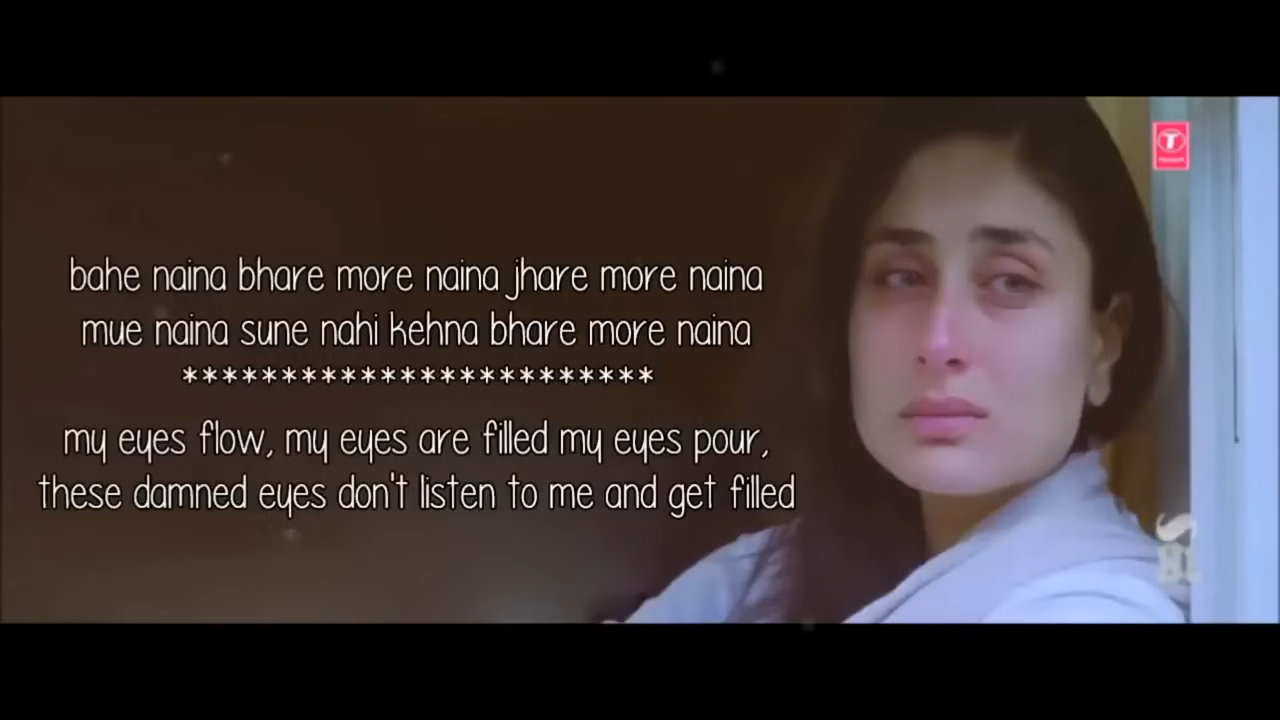 bahe naina bhare more naina jhare more naina
mue naina sune nahi kehna bhare more naina
************************
my eyes flow, my eyes are filled my eyes pour,
these damned eyes don't listen to me and get filled
T